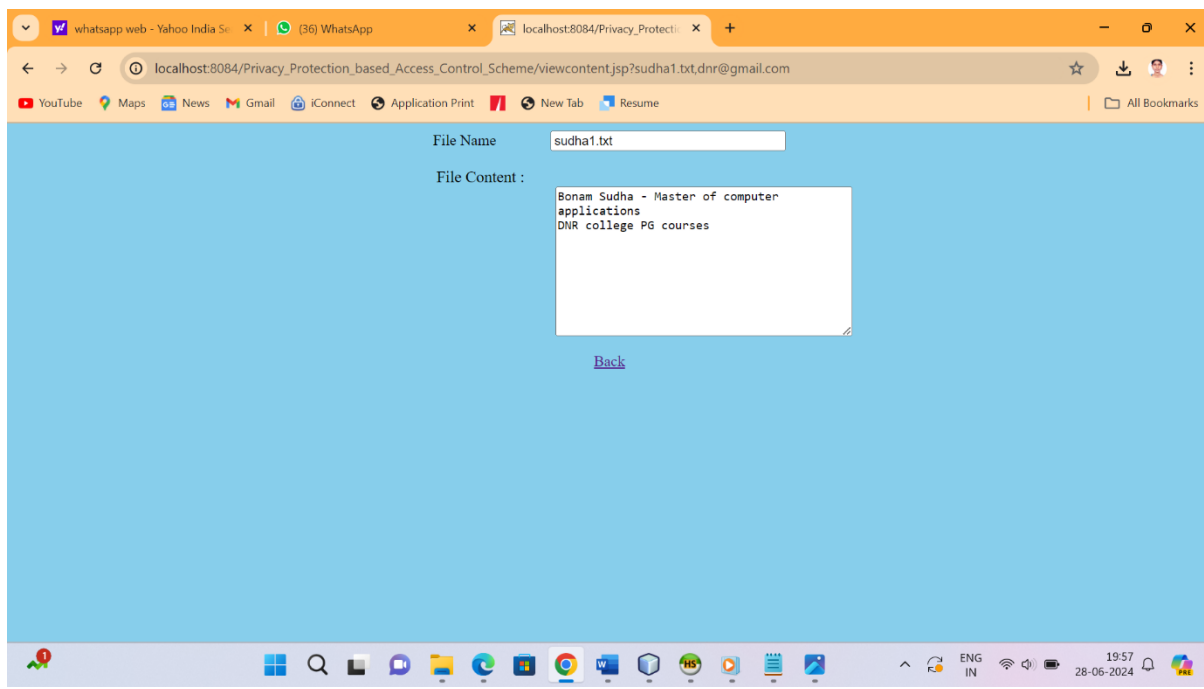 whatsapp web - Yahoo India Se
(36) WhatsApp
localhost:8084/Privacy_Protectio
localhost:8084/Privacy_Protection_based_Access_Control_Scheme/viewcontent.jsp?sudha1.txt,dnr@gmail.com
YouTube Maps News Gmail iConnect Application Print New Tab Resume All Bookmarks
File Name sudha1.txt
File Content :
Bonam Sudha - Master of computer
applications
DNR college PG courses
Back
1 ENG 19:57
IN 28-06-2024